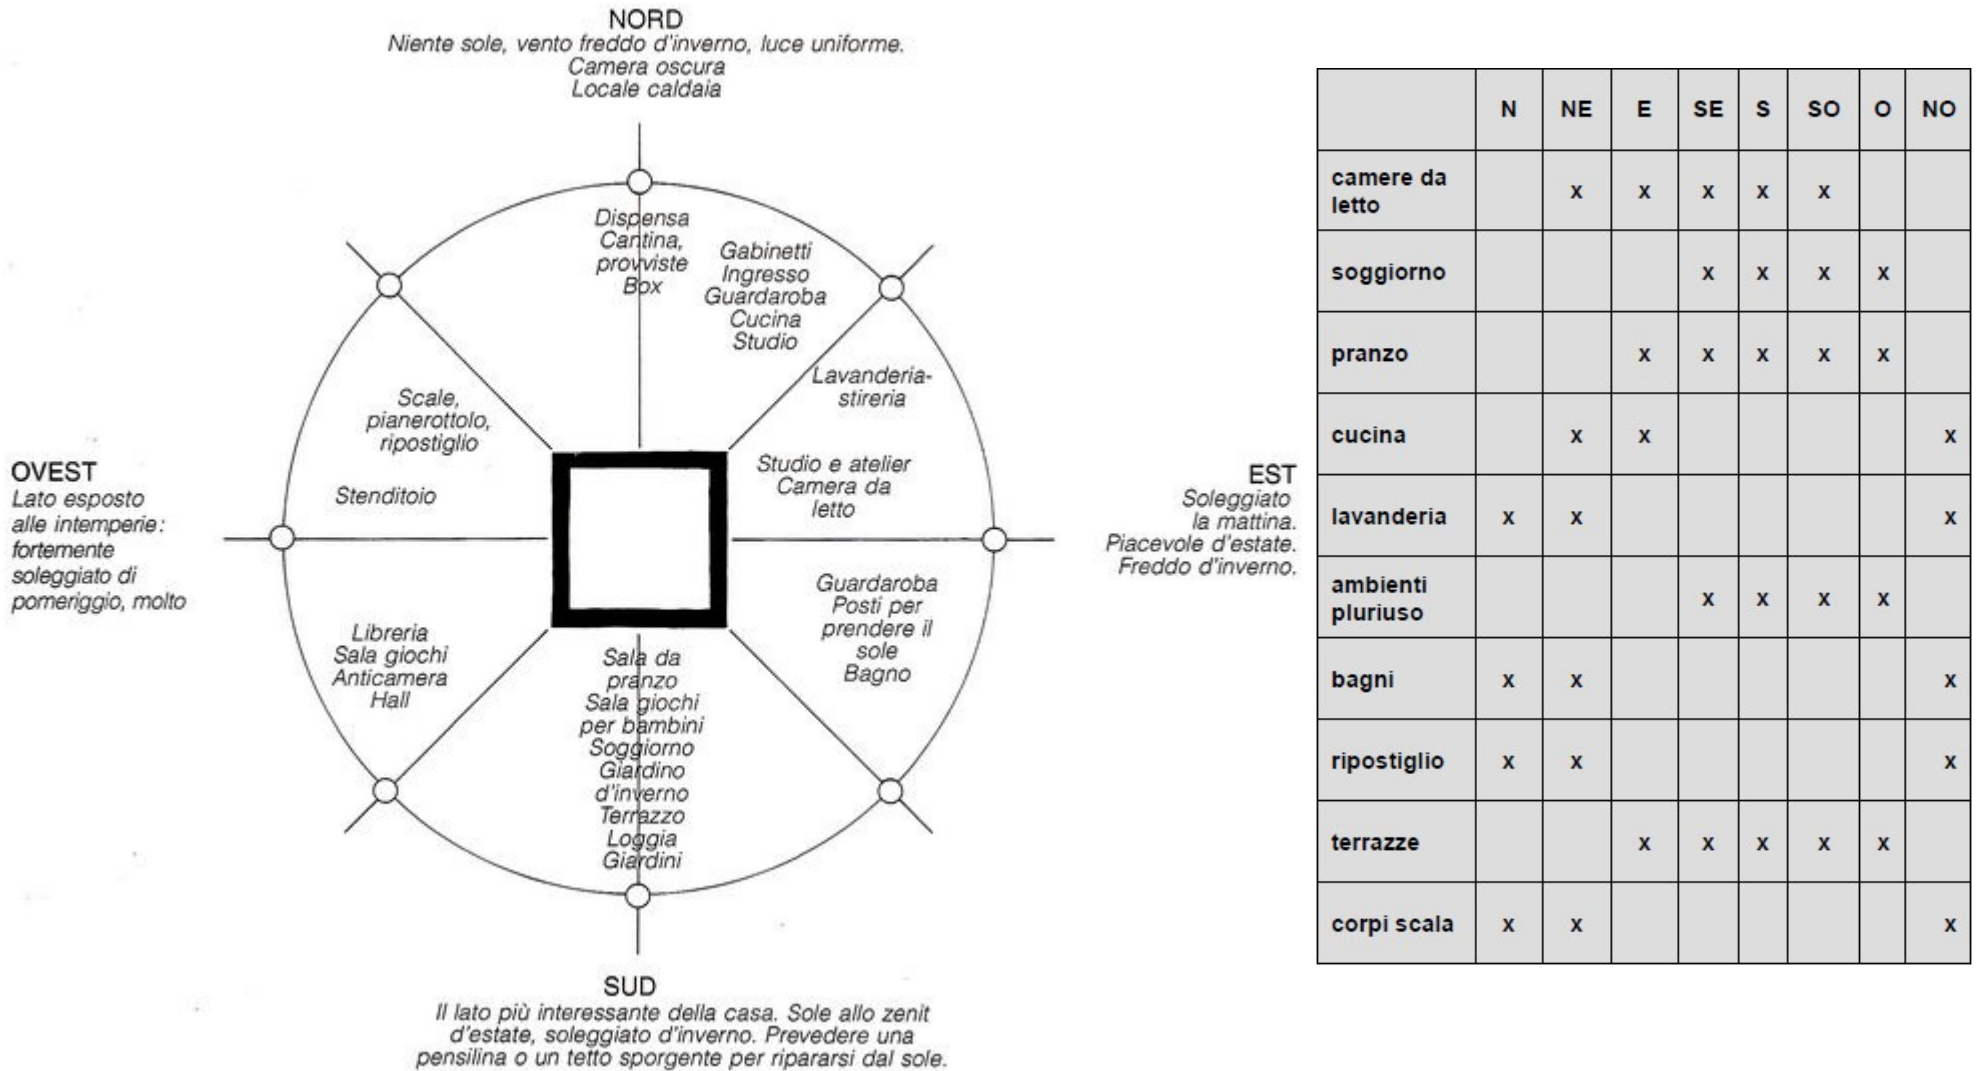 NORD
Niente sole, vento freddo d'inverno, luce uniforme.
Camera oscura
Locale caldaia
Dispensa
Cantina,
provviste
Box
Gabinetti
Ingresso
Guardaroba
Cucina
Studio
Lavanderia-
stireria
Studio e atelier
Camera da
letto
EST
Soleggiato
la mattina.
Piacevole d'estate.
Freddo d'inverno.
Guardaroba
Posti per
prendere il
sole
Bagno
Sala da
pranzo
Sala giochi
per bambini
Soggiorno
Giardino
d'inverno
Terrazzo
Loggia
Giardini
SUD
Il lato più interessante della casa. Sole allo zenit
d'estate, soleggiato d'inverno. Prevedere una
pensilina o un tetto sporgente per ripararsi dal sole.
Libreria
Sala giochi
Anticamera
Hall
OVEST
Lato esposto
alle intemperie:
fortemente
soleggiato di
pomeriggio, molto
Stenditoio
Scale,
pianerottolo,
ripostiglio
N NE E SE S SO O NO
camere da
letto x x x x x
soggiorno x x x x
pranzo x x x x x
cucina x x x
lavanderia x x x
ambienti
pluriuso x x x x
bagni x x x
ripostiglio x x x
terrazze x x x x x
corpi scala x x x